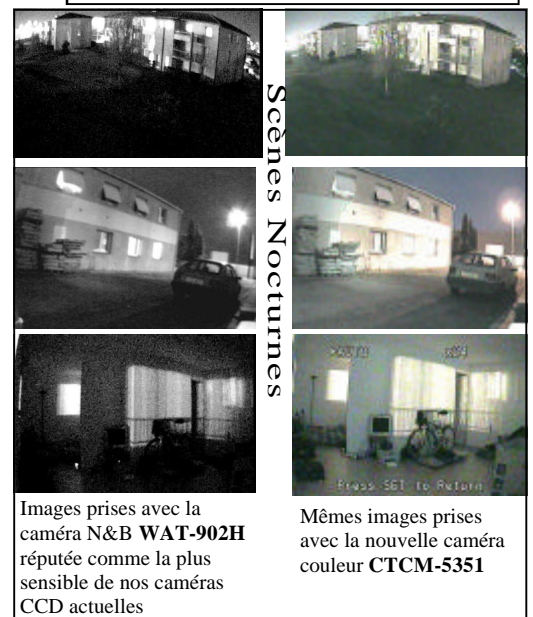 Scènes Nocturnes
Press SET to Return
Images prises avec la
caméra N&B WAT-902H
réputée comme la plus
sensible de nos caméras
CCD actuelles
Mêmes images prises
avec la nouvelle caméra
couleur CTCM-5351